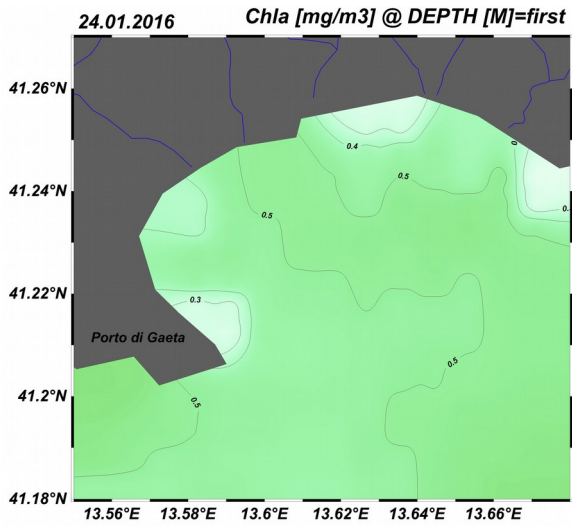 24.01.2016 Chla [mg/m3] @ DEPTH [M]=first
41.26°N
0.4
0
41.24°N
0.5
0.5
0.
41.22°N
0.3
Porto di Gaeta
0.5
41.2°N
0.5
41.18°N
13.56°E 13.58°E 13.6°E 13.62°E 13.64°E 13.66°E